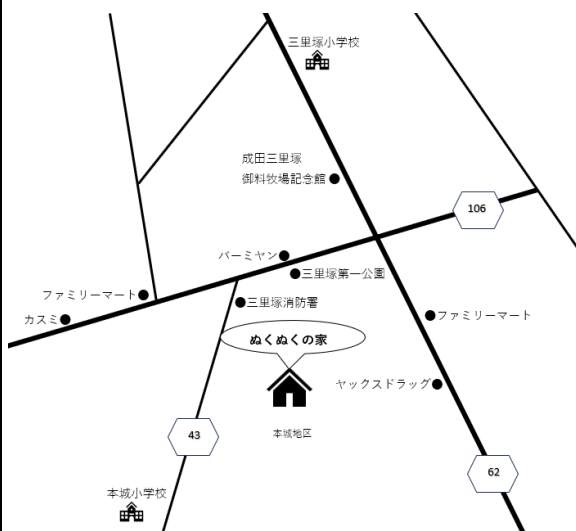 三里塚小学校
成田三里塚
御料牧場記念館
106
バーミヤン
三里塚第一公園
ファミリーマート
カスミ
三里塚消防署
ファミリーマート
ぬくぬくの家
ヤックスドラッグ
本城地区
43
62
本城小学校